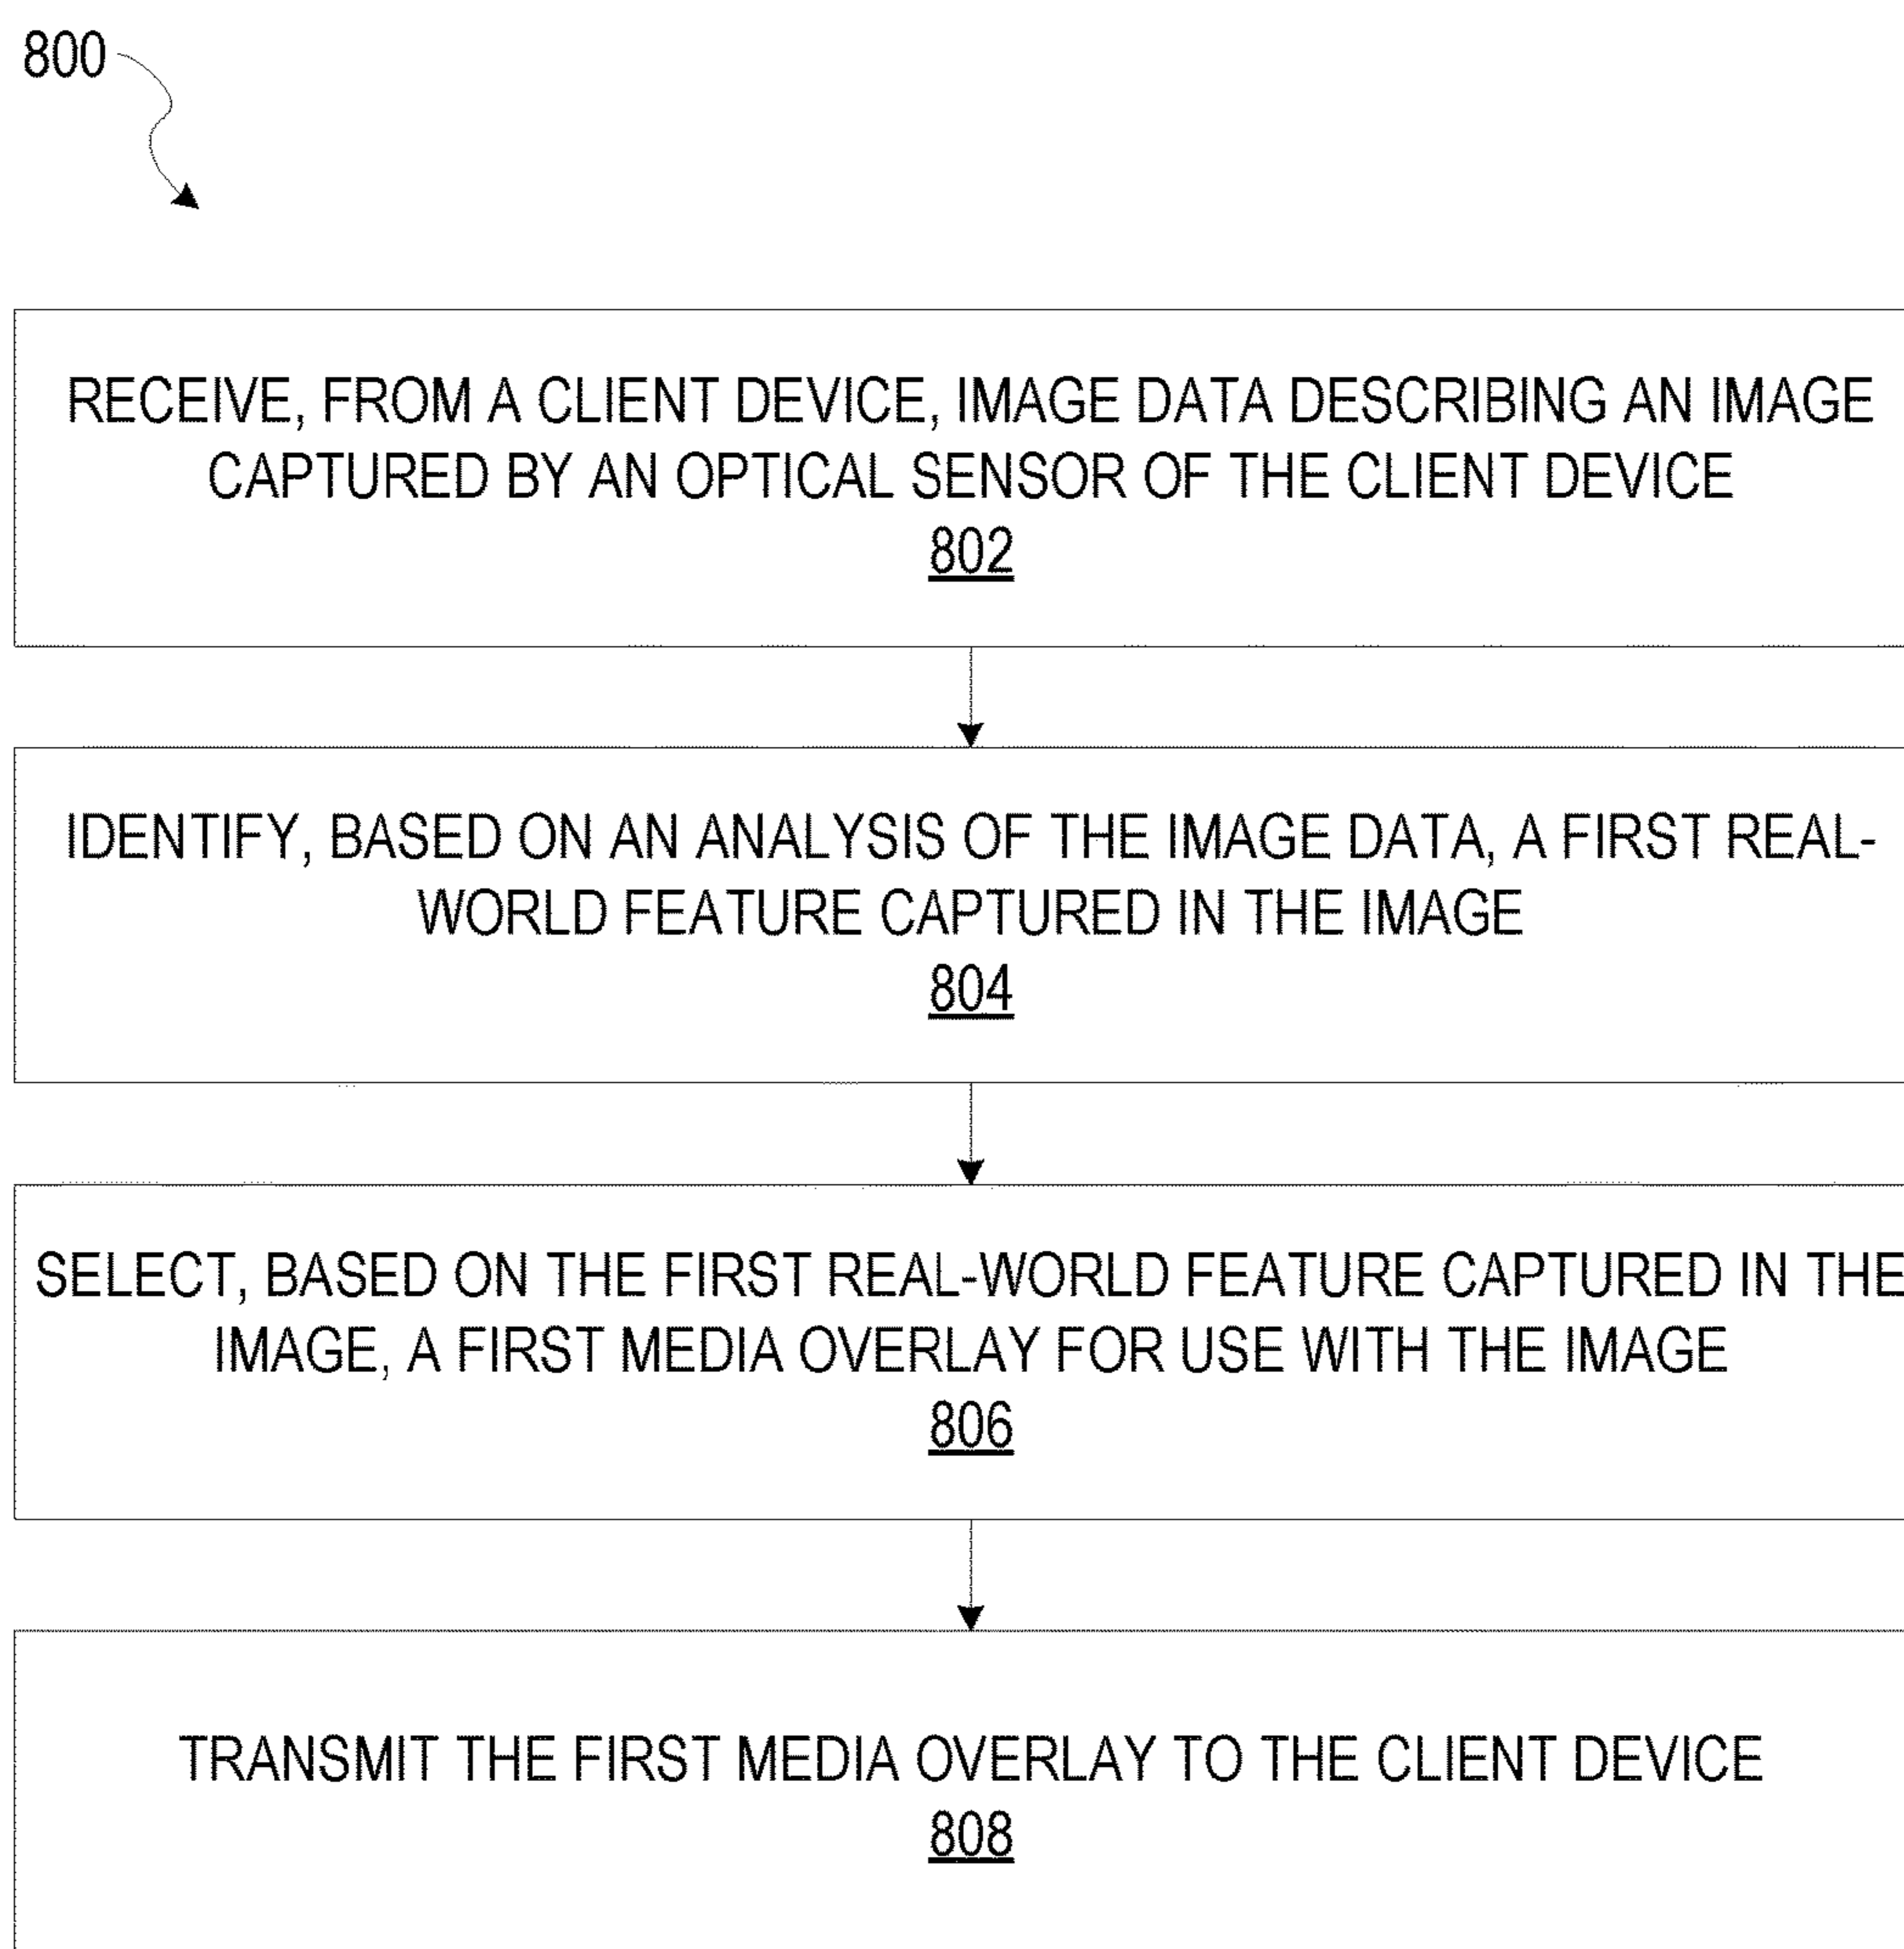 800
RECEIVE, FROM A CLIENT DEVICE, IMAGE DATA DESCRIBING AN IMAGE
CAPTURED BY AN OPTICAL SENSOR OF THE CLIENT DEVICE
802
IDENTIFY, BASED ON AN ANALYSIS OF THE IMAGE DATA, A FIRST REAL-
WORLD FEATURE CAPTURED IN THE IMAGE
804
SELECT, BASED ON THE FIRST REAL-WORLD FEATURE CAPTURED IN THE
IMAGE, A FIRST MEDIA OVERLAY FOR USE WITH THE IMAGE
806
TRANSMIT THE FIRST MEDIA OVERLAY TO THE CLIENT DEVICE
808